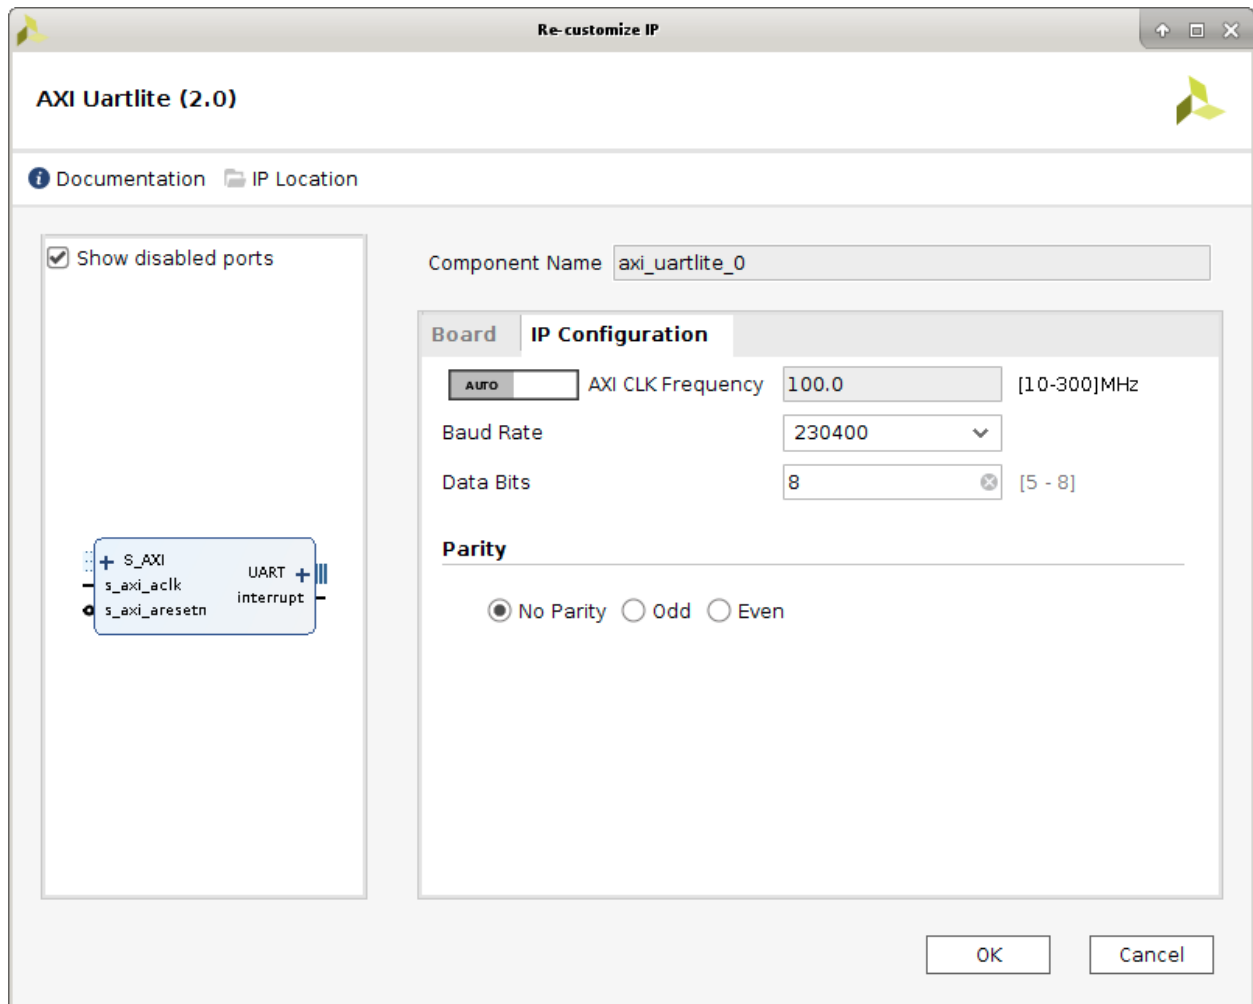 Re-customize IP
AXI Uartlite (2.0)
Documentation IP Location
Show disabled ports
S_AXI
s_axi_aclk
s_axi_aresetn
UART
interrupt
Component Name axi_uartlite_0
Board IP Configuration
AUTO AXI CLK Frequency 100.0 [10-300]MHz
Baud Rate 230400
Data Bits 8 [5 - 8]
Parity
No Parity Odd Even
OK Cancel